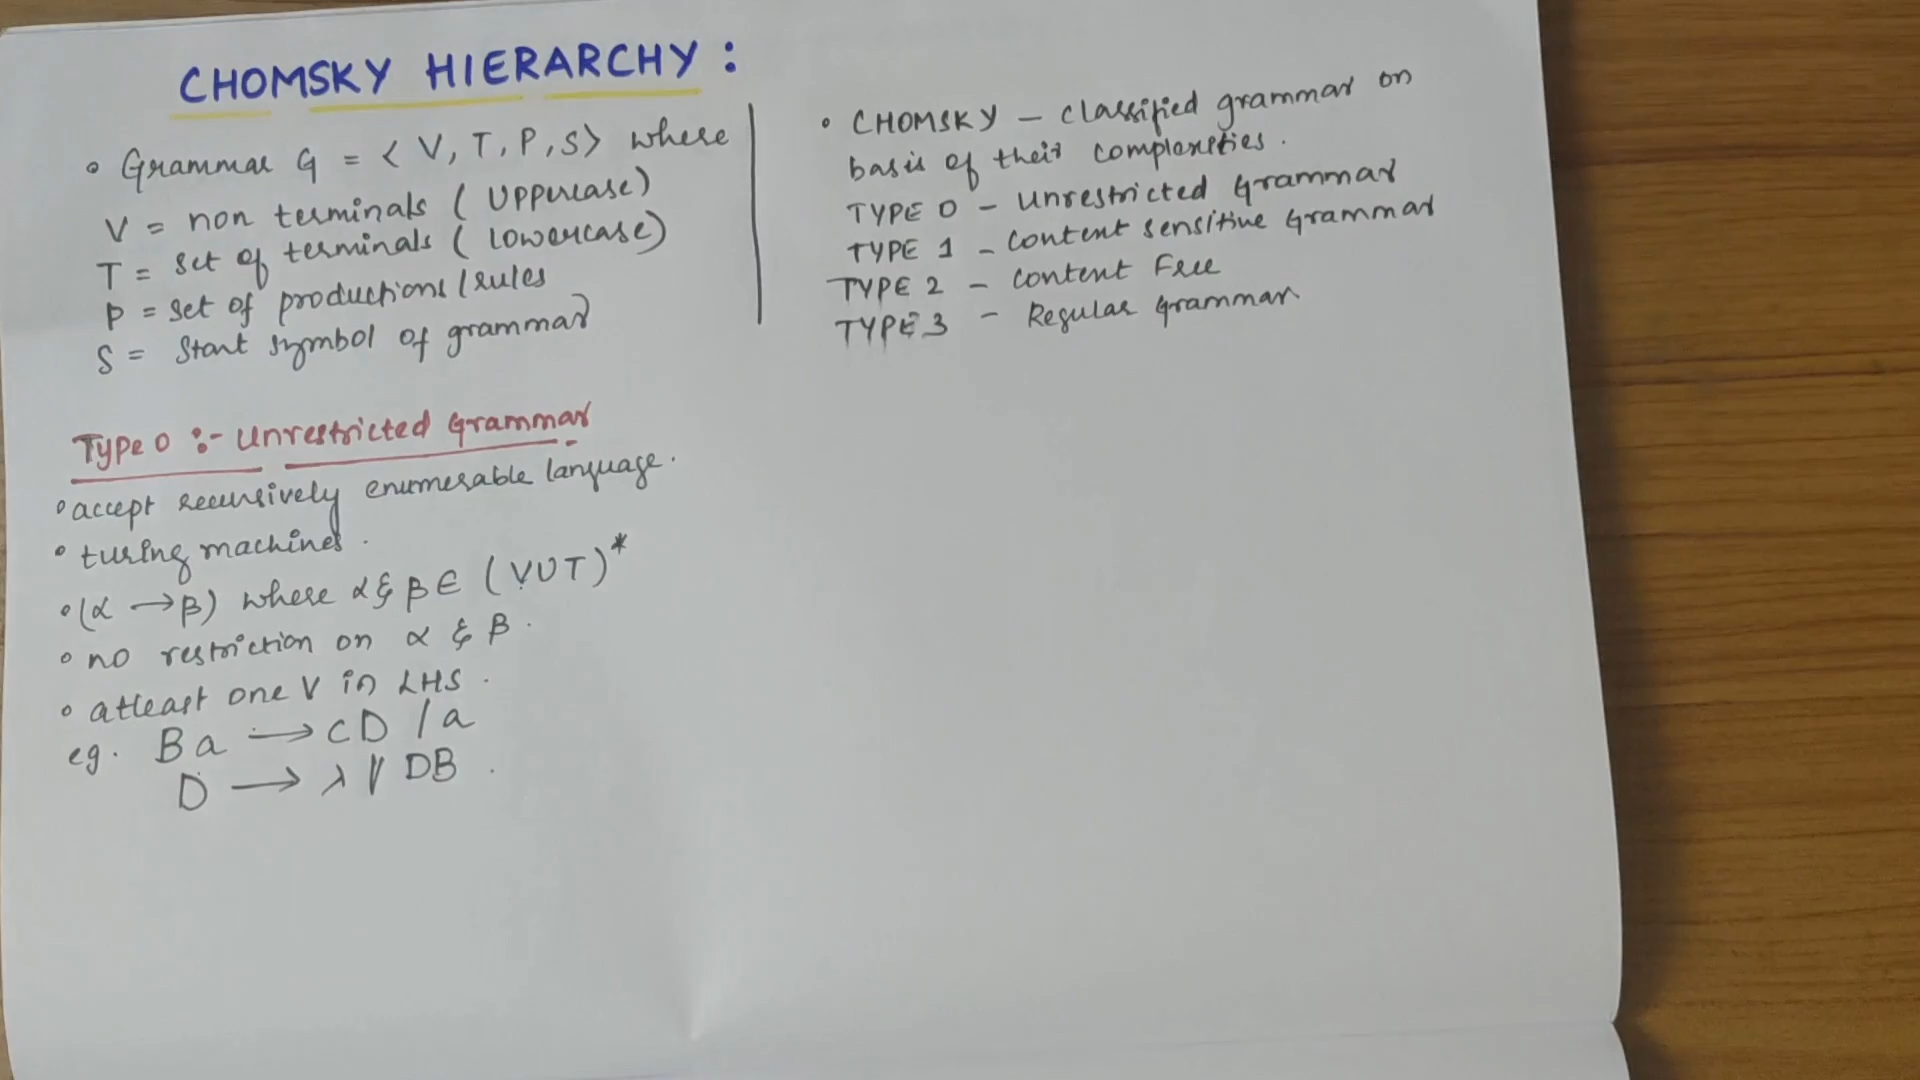 CHOMSKY HIERARCHY :
• Grammar G = < V, T, P, S> where
V = non terminals ( Uppercase)
T = set of terminals ( lowercase)
P = set of productions / rules
S = Start symbol of grammar
• CHOMSKY – classified grammar on
basis of their complexities .
TYPE 0 – Unrestricted Grammar
TYPE 1 – Content sensitive Grammar
TYPE 2 – Content Free
TYPE 3 – Regular Grammar
Type 0 :- Unrestricted Grammar
• accept recursively enumerable language .
• turing machines .
• (α → β) where α & β ∈ (VUT)*
• no restriction on α & β .
• atleast one V in LHS .
eg . Ba → cD / a
D → λ / DB .